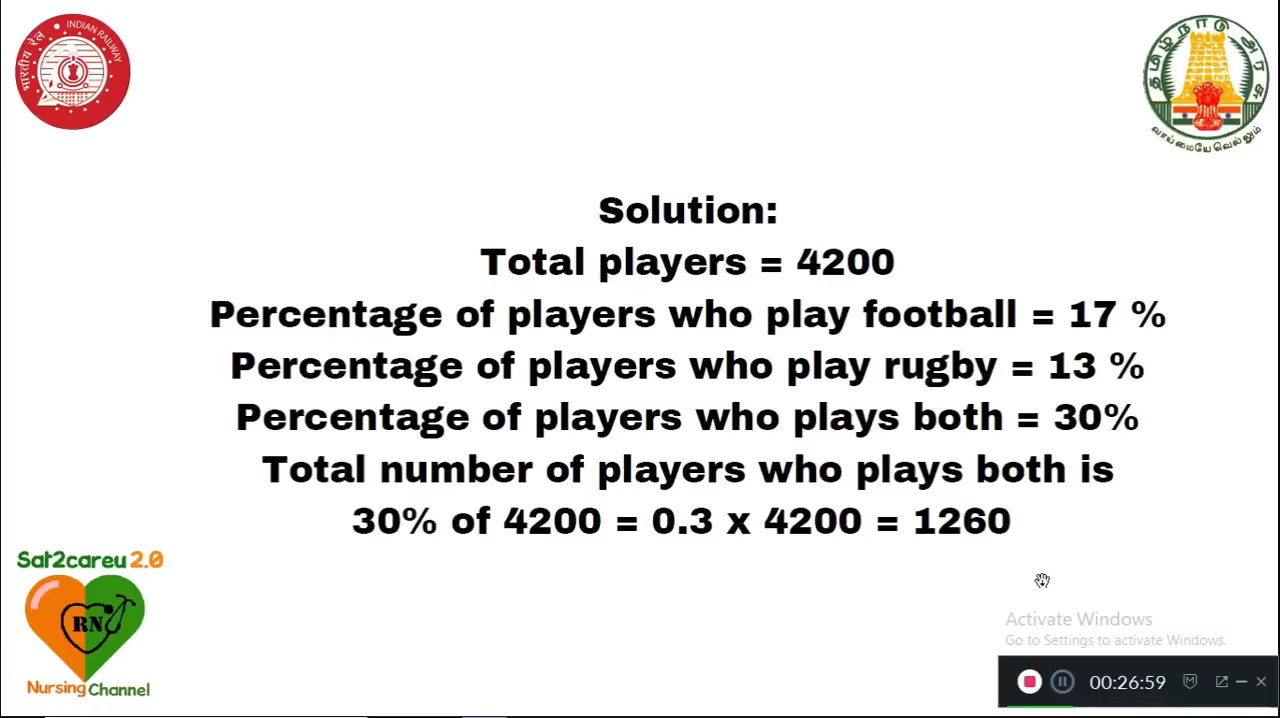 भारतीय रेल
INDIAN RAILWAY
தமிழ்நாடு அரசு
வாய்மையே வெல்லும்
Solution:
Total players = 4200
Percentage of players who play football = 17 %
Percentage of players who play rugby = 13 %
Percentage of players who plays both = 30%
Total number of players who plays both is
30% of 4200 = 0.3 x 4200 = 1260
Sat2careu 2.0
RN
Nursing Channel
Activate Windows
Go to Settings to activate Windows.
00:26:59